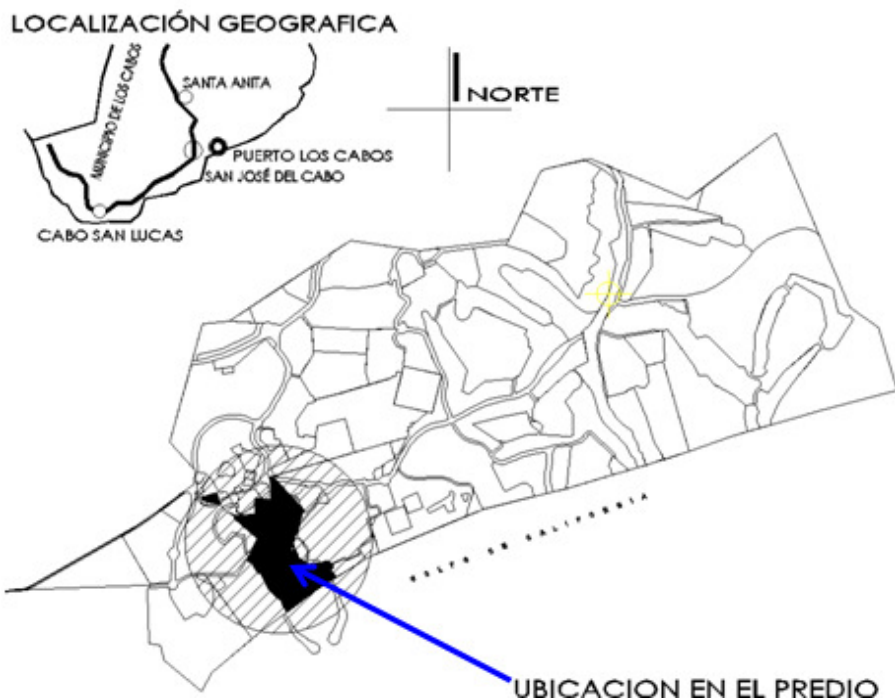 LOCALIZACIÓN GEOGRAFICA
MUNICIPIO DE LOS CABOS
SANTA ANITA
NORTE
PUERTO LOS CABOS
SAN JOSÉ DEL CABO
CABO SAN LUCAS
GOLFO DE CALIFORNIA
UBICACION EN EL PREDIO